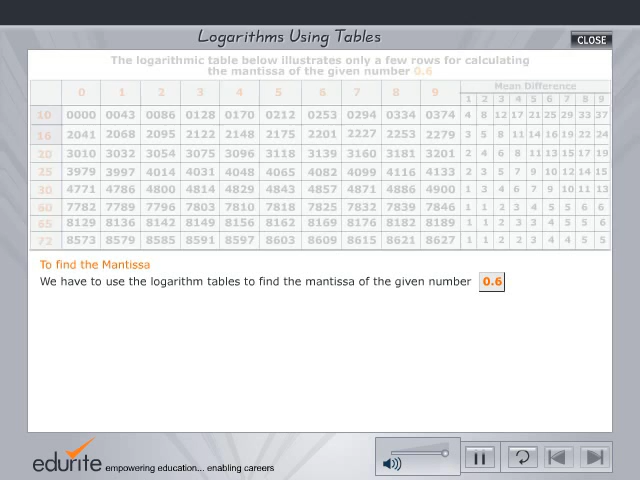 Logarithms Using Tables
CLOSE
The logarithmic table below illustrates only a few rows for calculating
the mantissa of the given number 0.6
0 1 2 3 4 5 6 7 8 9 Mean Difference
1 2 3 4 5 6 7 8 9
10 0000 0043 0086 0128 0170 0212 0253 0294 0334 0374 4 8 12 17 21 25 29 33 37
16 2041 2068 2095 2122 2148 2175 2201 2227 2253 2279 3 5 8 11 14 16 19 22 24
20 3010 3032 3054 3075 3096 3118 3139 3160 3181 3201 2 4 6 8 11 13 15 17 19
25 3979 3997 4014 4031 4048 4065 4082 4099 4116 4133 2 3 5 7 9 10 12 14 15
30 4771 4786 4800 4814 4829 4843 4857 4871 4886 4900 1 3 4 6 7 9 10 11 13
60 7782 7789 7796 7803 7810 7818 7825 7832 7839 7846 1 1 2 3 4 5 5 6 6
65 8129 8136 8142 8149 8156 8162 8169 8176 8182 8189 1 1 2 3 3 4 5 5 6
72 8573 8579 8585 8591 8597 8603 8609 8615 8621 8627 1 1 2 2 3 4 4 5 5
To find the Mantissa
We have to use the logarithm tables to find the mantissa of the given number 0.6
edurite empowering education... enabling careers